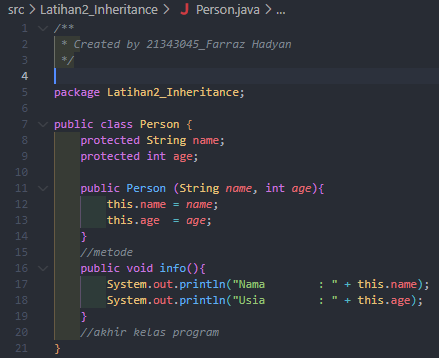 src > Latihan2_Inheritance > J Person.java > ...
1 /**
2  * Created by 21343045_Farraz Hadyan
3  */
4
5 package Latihan2_Inheritance;
6
7 public class Person {
8     protected String name;
9     protected int age;
10
11     public Person (String name, int age){
12         this.name = name;
13         this.age  = age;
14     }
15     //metode
16     public void info(){
17         System.out.println("Nama        : " + this.name);
18         System.out.println("Usia        : " + this.age);
19     }
20     //akhir kelas program
21 }